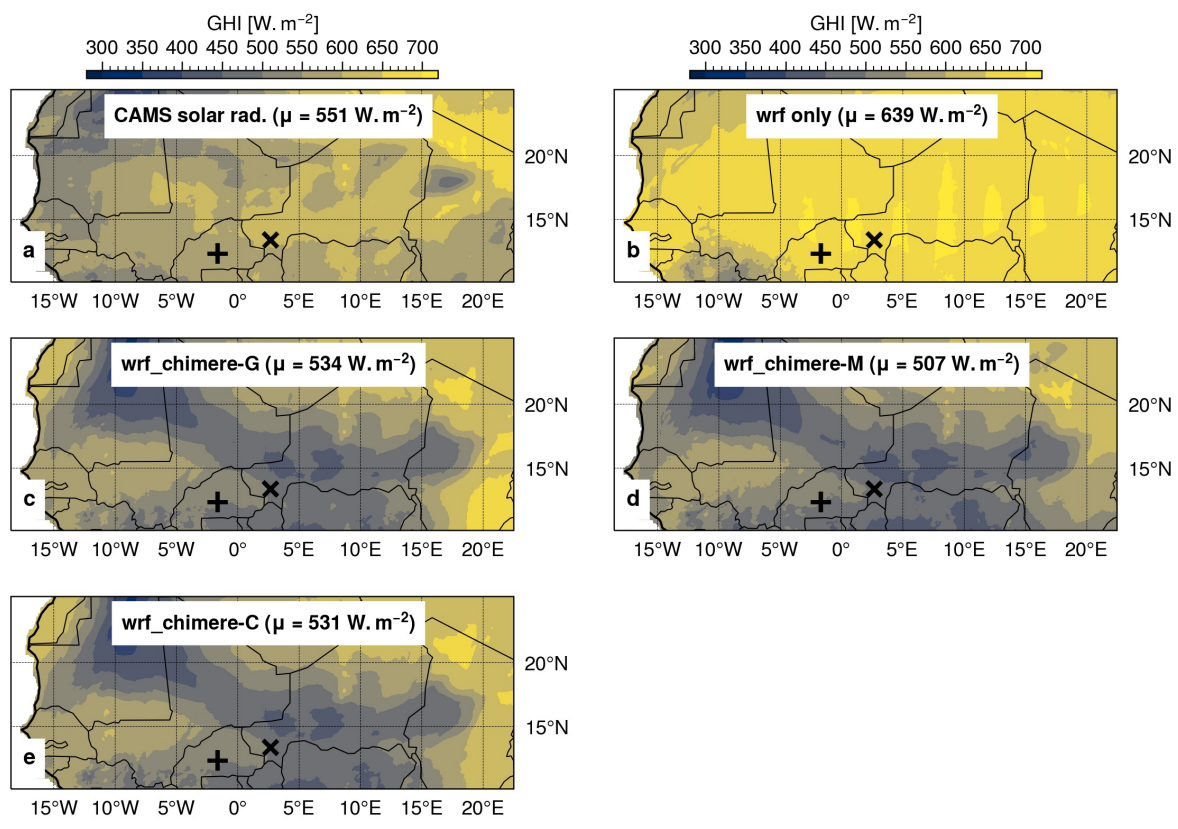 GHI [W. m⁻²]
300 350 400 450 500 550 600 650 700
CAMS solar rad. (μ = 551 W. m⁻²)
20°N
15°N
a
15°W 10°W 5°W 0° 5°E 10°E 15°E 20°E
GHI [W. m⁻²]
300 350 400 450 500 550 600 650 700
wrf only (μ = 639 W. m⁻²)
20°N
15°N
b
15°W 10°W 5°W 0° 5°E 10°E 15°E 20°E
wrf_chimere-G (μ = 534 W. m⁻²)
20°N
15°N
c
15°W 10°W 5°W 0° 5°E 10°E 15°E 20°E
wrf_chimere-M (μ = 507 W. m⁻²)
20°N
15°N
d
15°W 10°W 5°W 0° 5°E 10°E 15°E 20°E
wrf_chimere-C (μ = 531 W. m⁻²)
20°N
15°N
e
15°W 10°W 5°W 0° 5°E 10°E 15°E 20°E